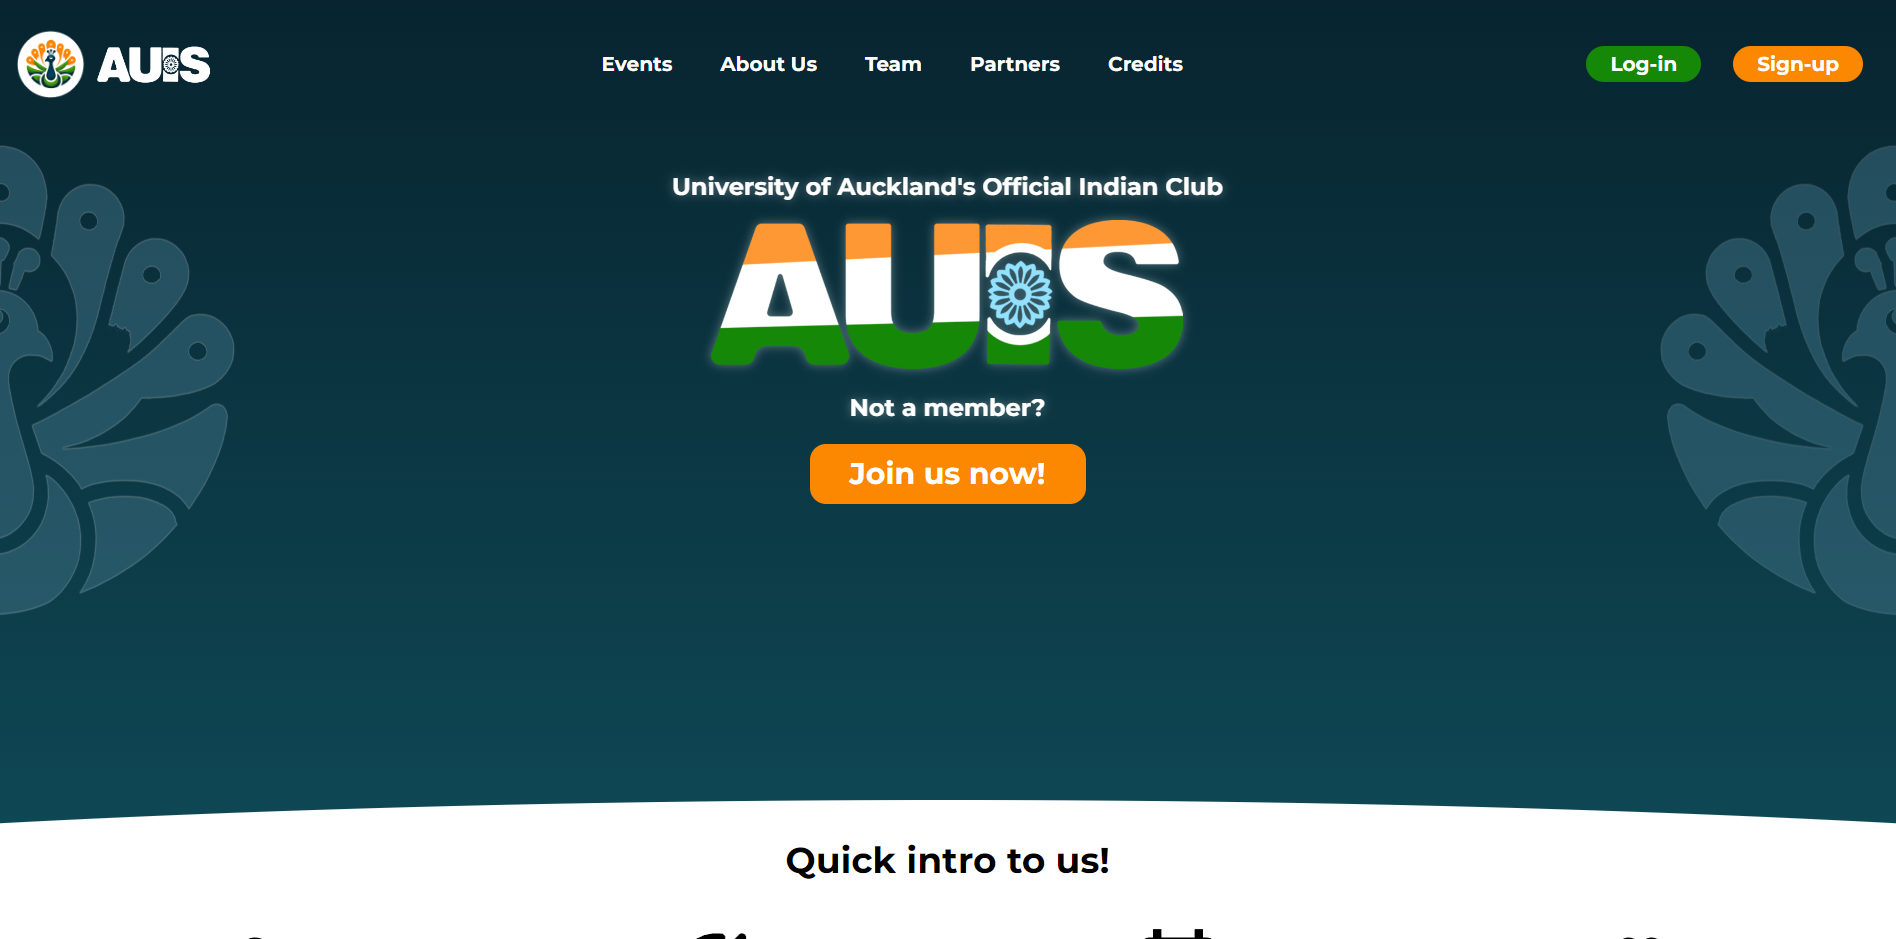 AUIS
Events
About Us
Team
Partners
Credits
Log-in
Sign-up
University of Auckland's Official Indian Club
AUIS
Not a member?
Join us now!
Quick intro to us!